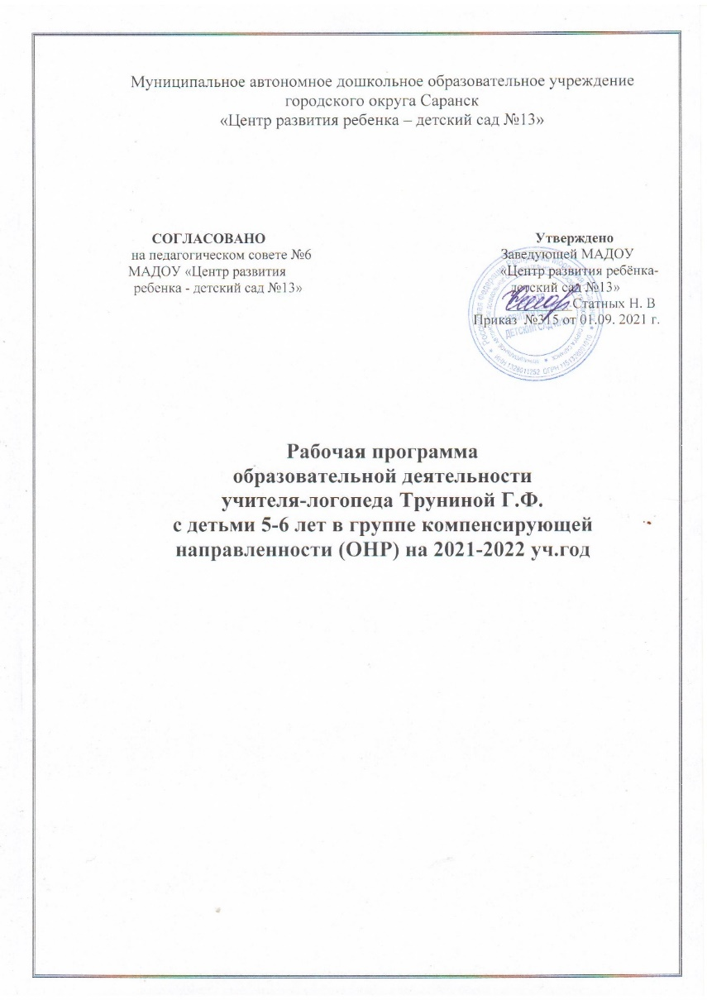 Муниципальное автономное дошкольное образовательное учреждение
городского округа Саранск
«Центр развития ребенка – детский сад №13»
СОГЛАСОВАНО
на педагогическом совете №6
МАДОУ «Центр развития
ребенка - детский сад №13»
Утверждено
Заведующей МАДОУ
«Центр развития ребёнка-
детский сад №13»
Статных Н. В
Приказ №315 от 01.09. 2021 г.
Рабочая программа
образовательной деятельности
учителя-логопеда Труниной Г.Ф.
с детьми 5-6 лет в группе компенсирующей
направленности (ОНР) на 2021-2022 уч.год